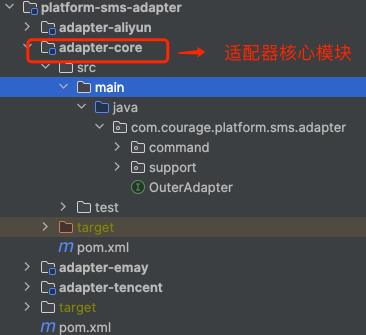 platform-sms-adapter
adapter-aliyun
adapter-core
适配器核心模块
src
main
java
com.courage.platform.sms.adapter
command
support
OuterAdapter
test
target
pom.xml
adapter-emay
adapter-tencent
target
pom.xml